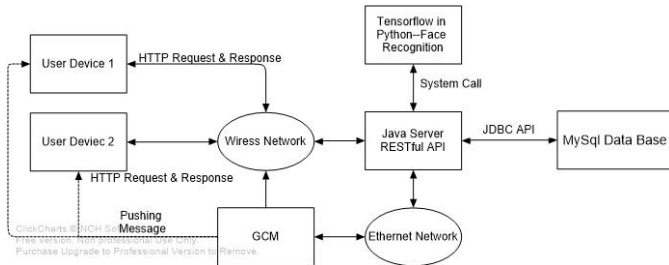 Tensorflow in
Python--Face
Recognition
User Device 1
HTTP Request & Response
System Call
User Deviec 2
Wiress Network
Java Server
RESTful API
JDBC API
MySql Data Base
HTTP Request & Response
Pushing
Message
GCM
Ethernet Network
ClickCharts © NCH
Free version. Non professional Use Only.
Purchase Upgrade to Professional Version to Remove.